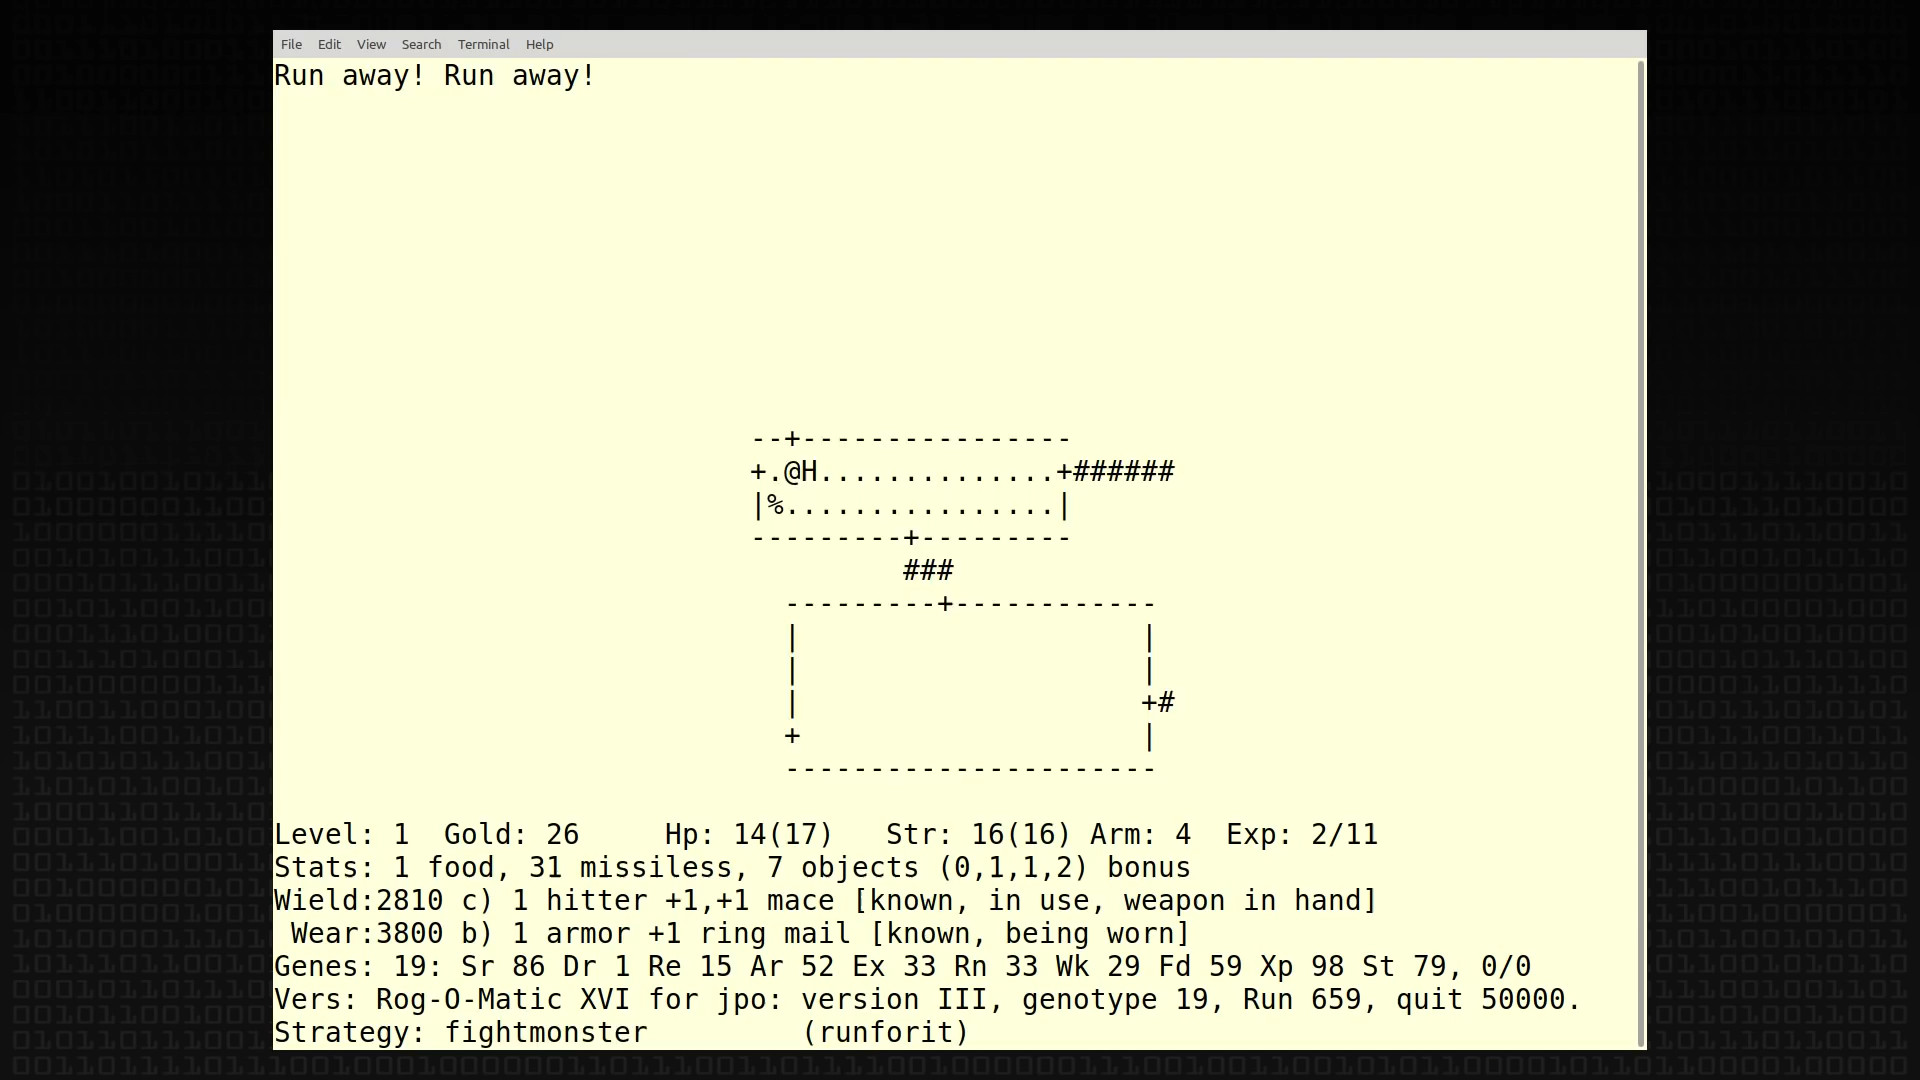 File Edit View Search Terminal Help
Run away! Run away!
--+----------------
+.@H..............+######
|%................|
---------+---------
###
---------+------------
|                    |
|                    |
|                    +#
+                    |
----------------------
Level: 1  Gold: 26     Hp: 14(17)   Str: 16(16) Arm: 4  Exp: 2/11
Stats: 1 food, 31 missiless, 7 objects (0,1,1,2) bonus
Wield:2810 c) 1 hitter +1,+1 mace [known, in use, weapon in hand]
Wear:3800 b) 1 armor +1 ring mail [known, being worn]
Genes: 19: Sr 86 Dr 1 Re 15 Ar 52 Ex 33 Rn 33 Wk 29 Fd 59 Xp 98 St 79, 0/0
Vers: Rog-O-Matic XVI for jpo: version III, genotype 19, Run 659, quit 50000.
Strategy: fightmonster         (runforit)